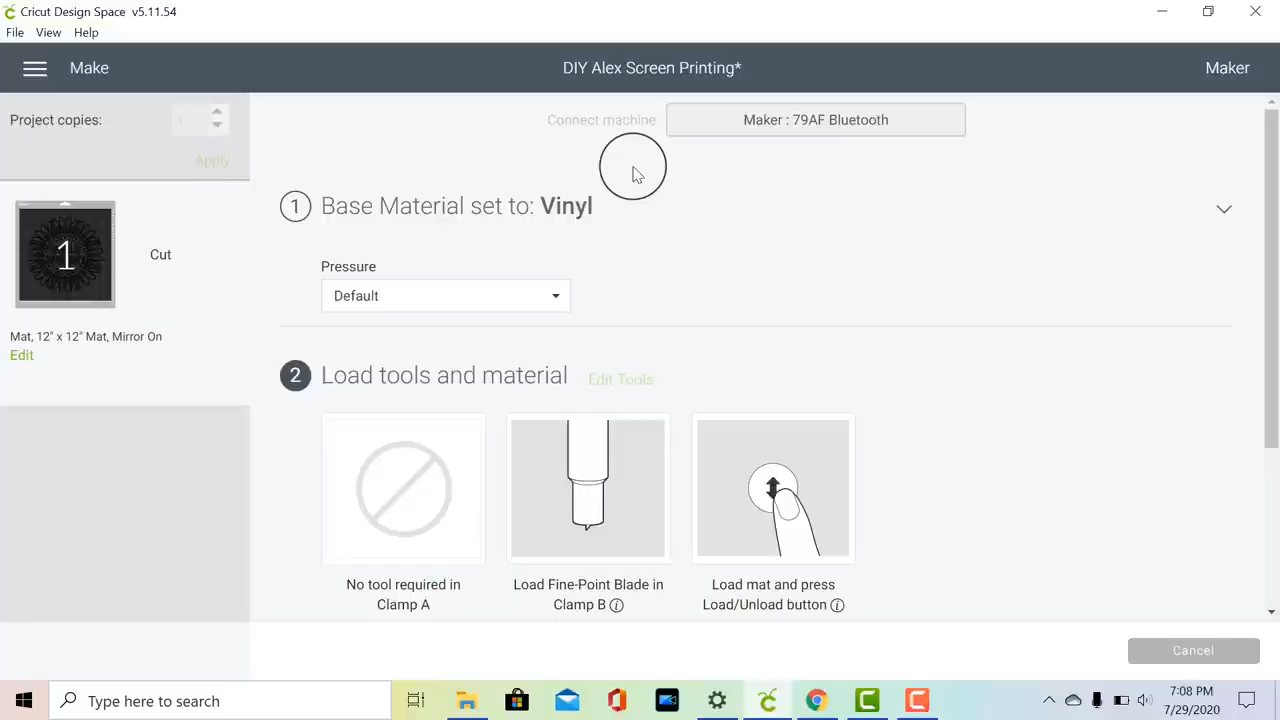 Cricut Design Space v5.11.54
File View Help
Make
DIY Alex Screen Printing*
Maker
Project copies:
1
Apply
Connect machine
Maker : 79AF Bluetooth
1 Base Material set to: Vinyl
Pressure
Default
1
Cut
Mat, 12" x 12" Mat, Mirror On
Edit
2 Load tools and material Edit Tools
No tool required in
Clamp A
Load Fine-Point Blade in
Clamp B
Load mat and press
Load/Unload button
Cancel
Type here to search
7:08 PM
7/29/2020